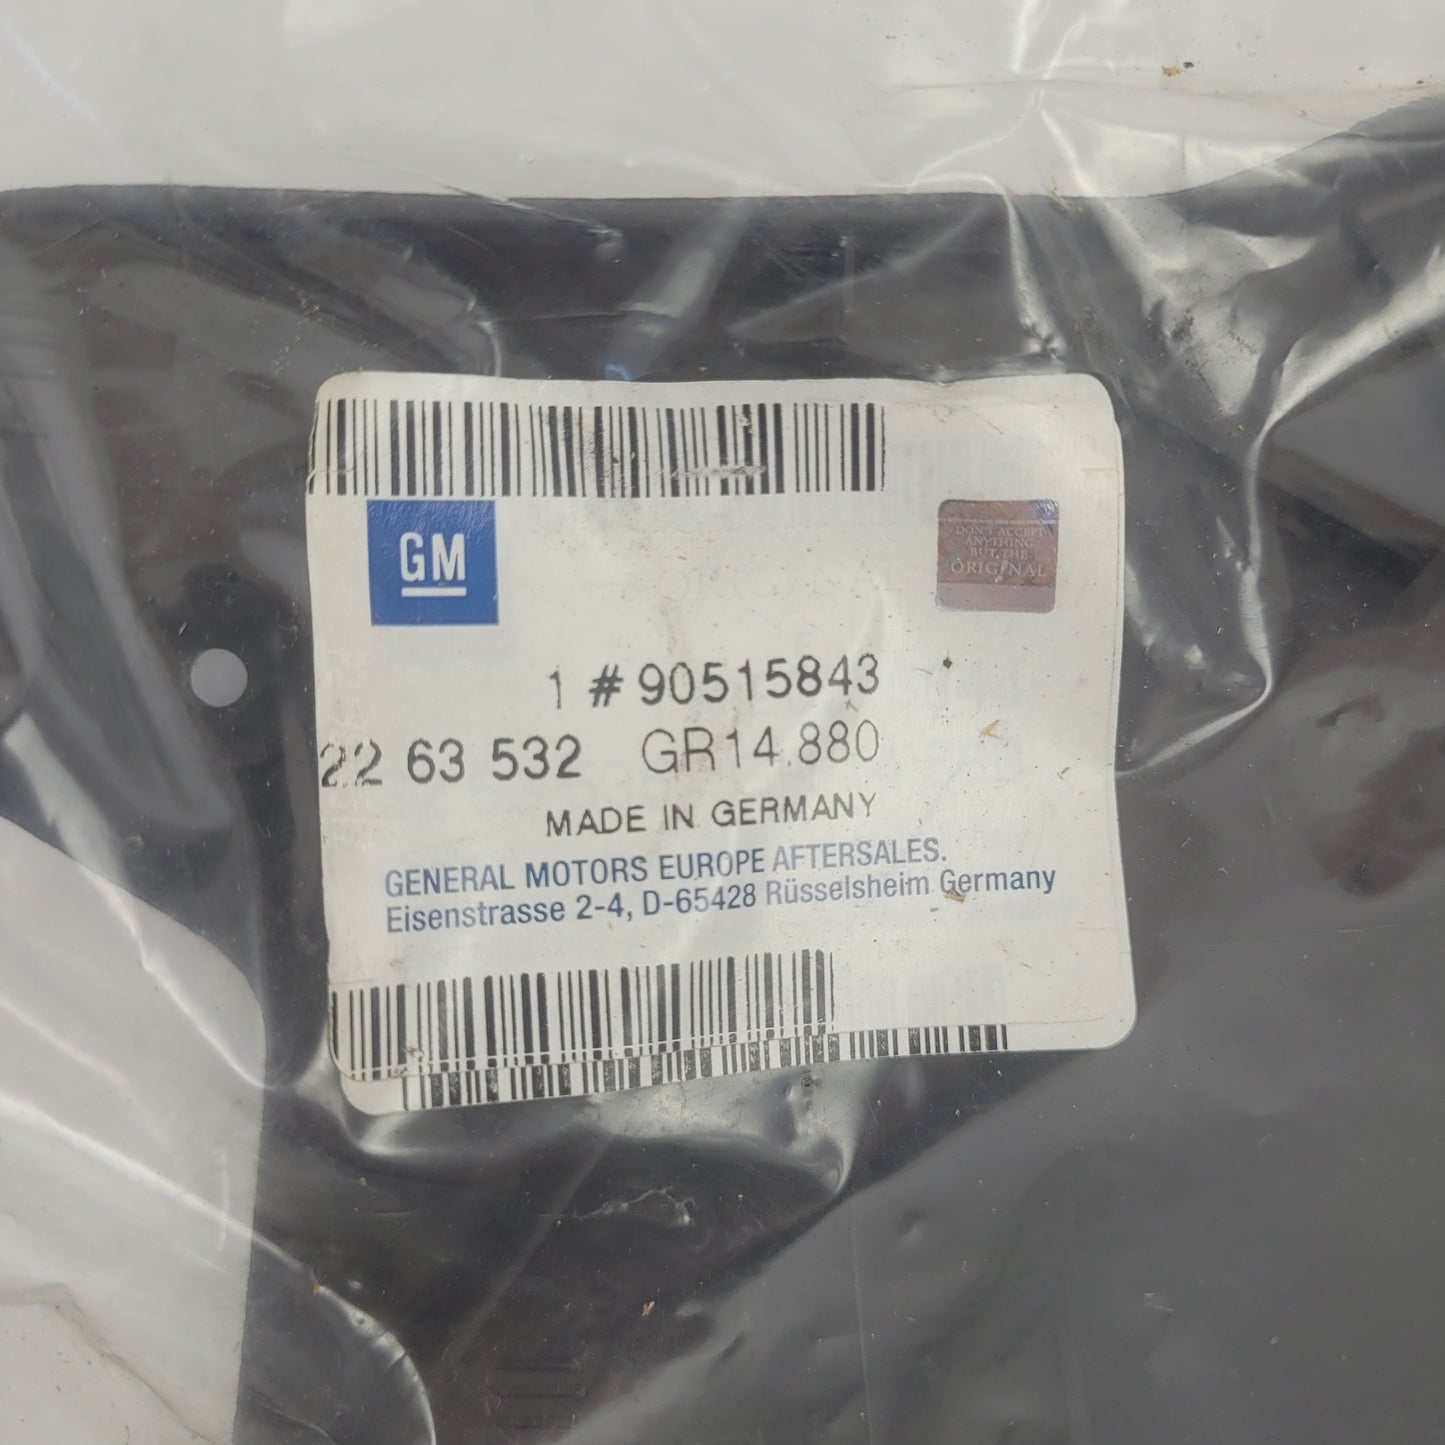 GM
DON'T ACCEPT
ANYTHING
BUT THE
ORIGINAL
1 # 90515843
22 63 532 GR14.880
MADE IN GERMANY
GENERAL MOTORS EUROPE AFTERSALES.
Eisenstrasse 2-4, D-65428 Rüsselsheim Germany